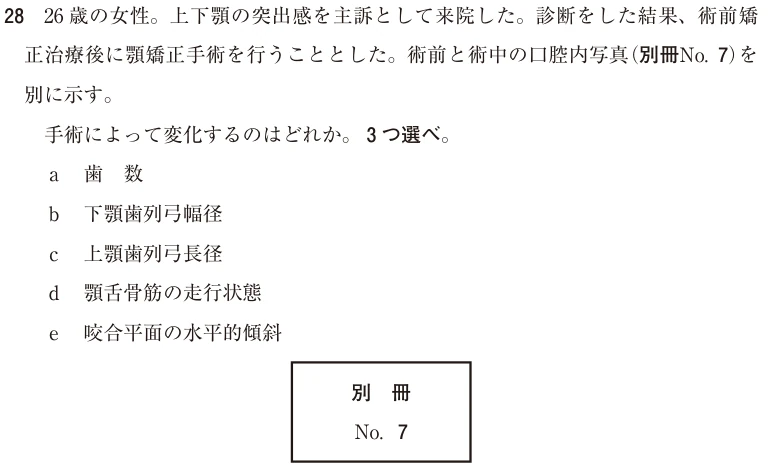 28 26歳の女性。上下顎の突出感を主訴として来院した。診断をした結果、術前矯
正治療後に顎矯正手術を行うこととした。術前と術中の口腔内写真(別冊No. 7)を
別に示す。
手術によって変化するのはどれか。3つ選べ。
a 歯 数
b 下顎歯列弓幅径
c 上顎歯列弓長径
d 顎舌骨筋の走行状態
e 咬合平面の水平的傾斜
別 冊
No. 7